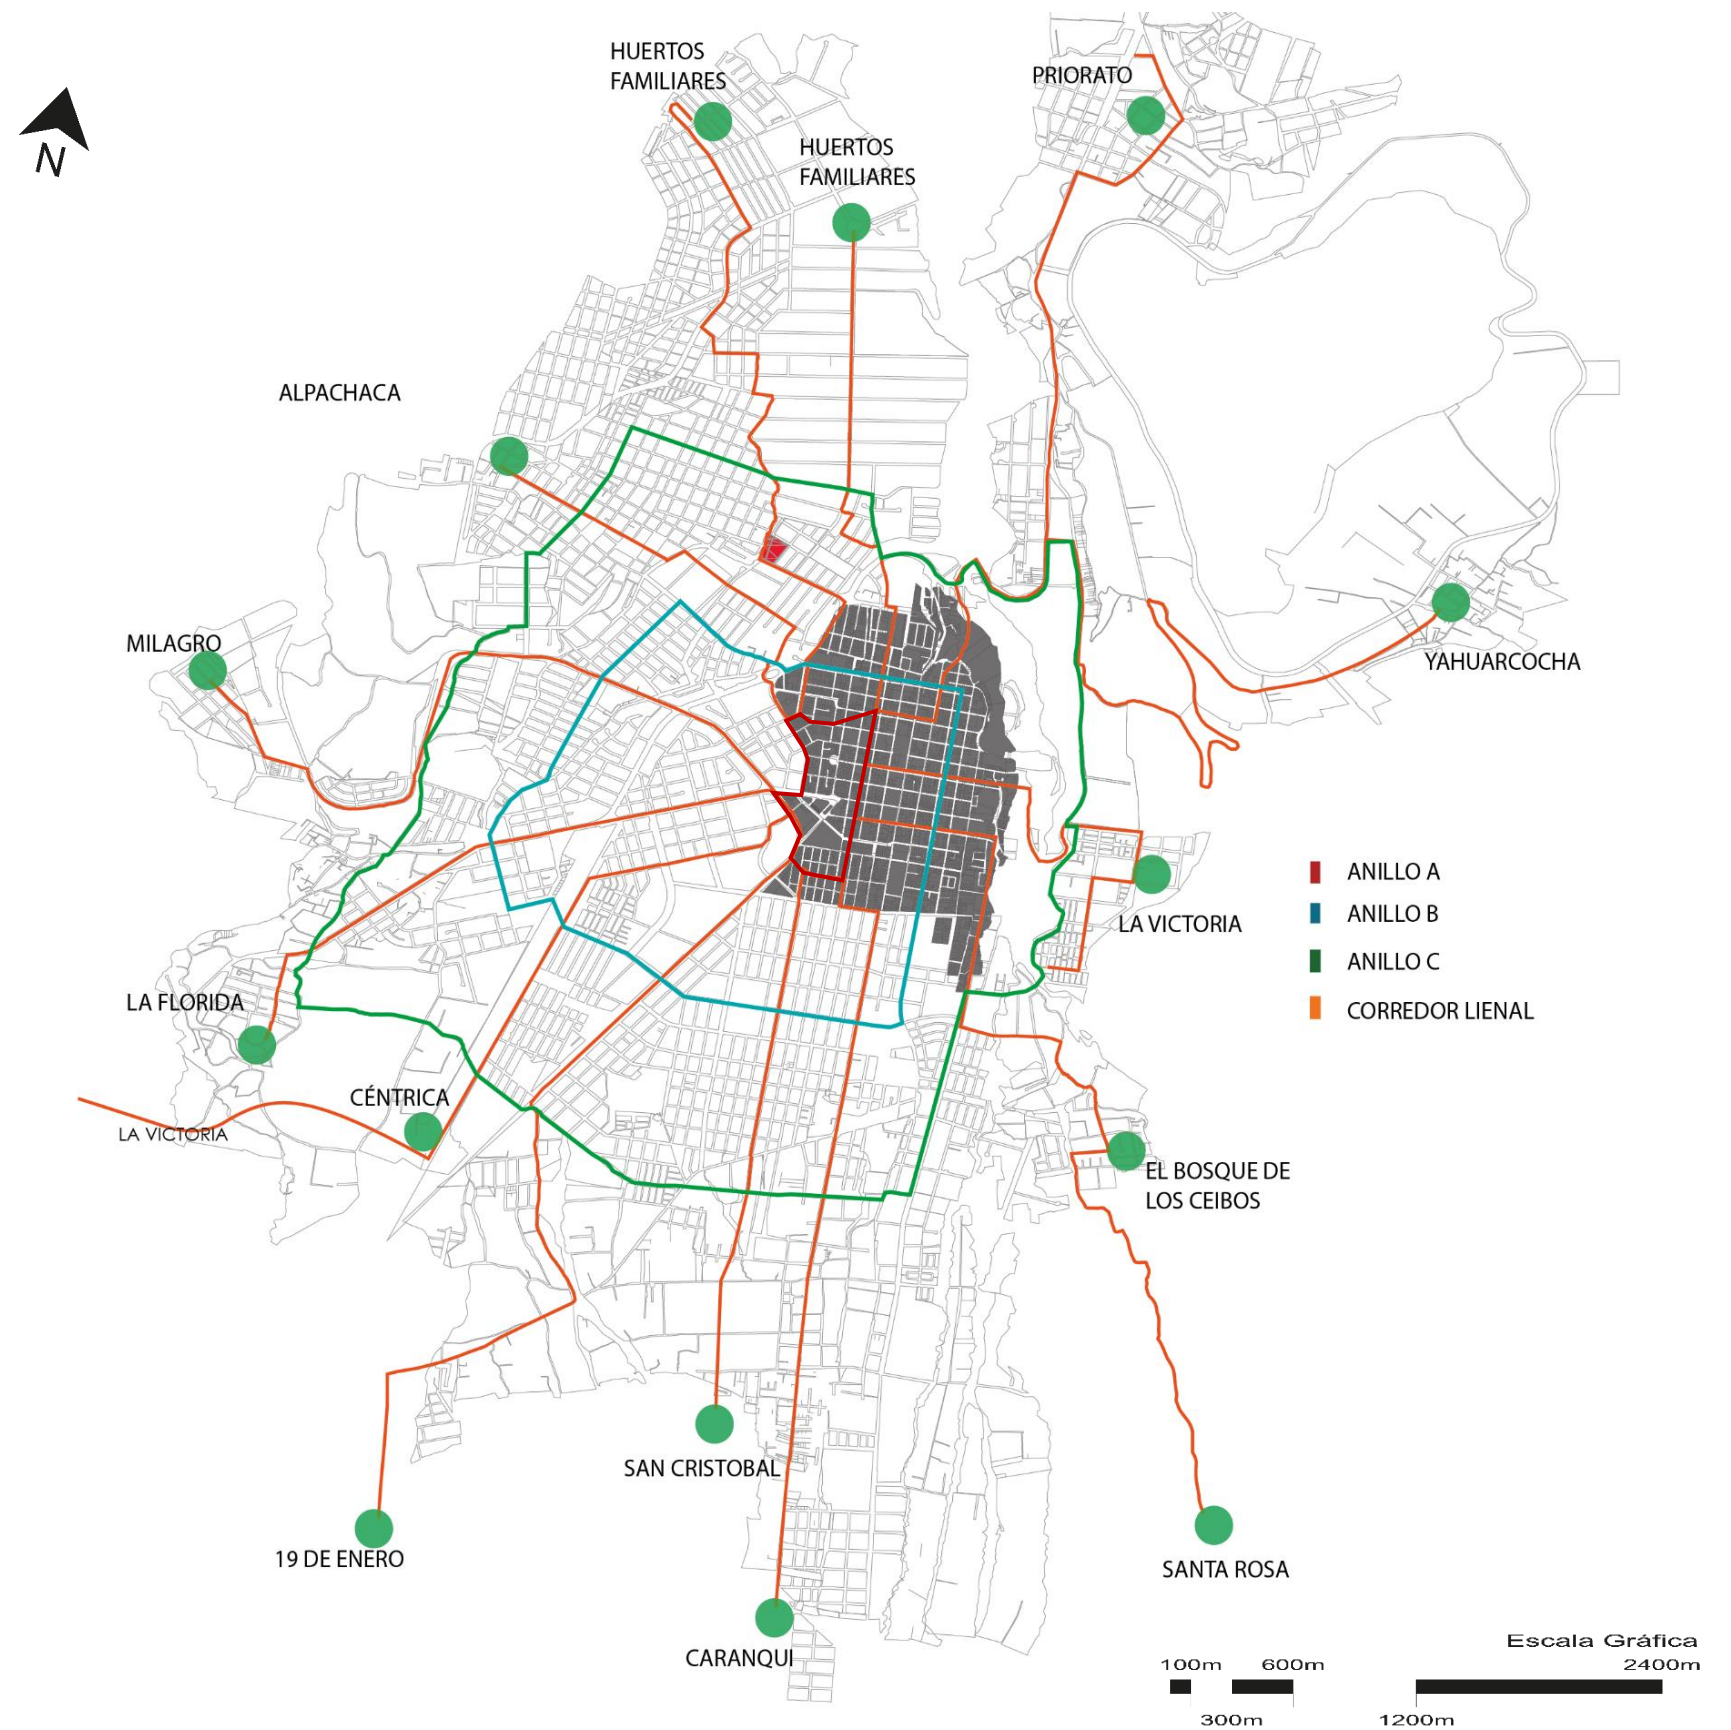 HUERTOS
FAMILIARES
PRIORATO
N
HUERTOS
FAMILIARES
ALPACHACA
MILAGRO
YAHUARCOCHA
ANILLO A
ANILLO B
LA VICTORIA
ANILLO C
LA FLORIDA
CORREDOR LIENAL
CÉNTRICA
LA VICTORIA
EL BOSQUE DE
LOS CEIBOS
SAN CRISTOBAL
19 DE ENERO
SANTA ROSA
CARANQUI
Escala Gráfica
100m 600m 2400m
300m 1200m